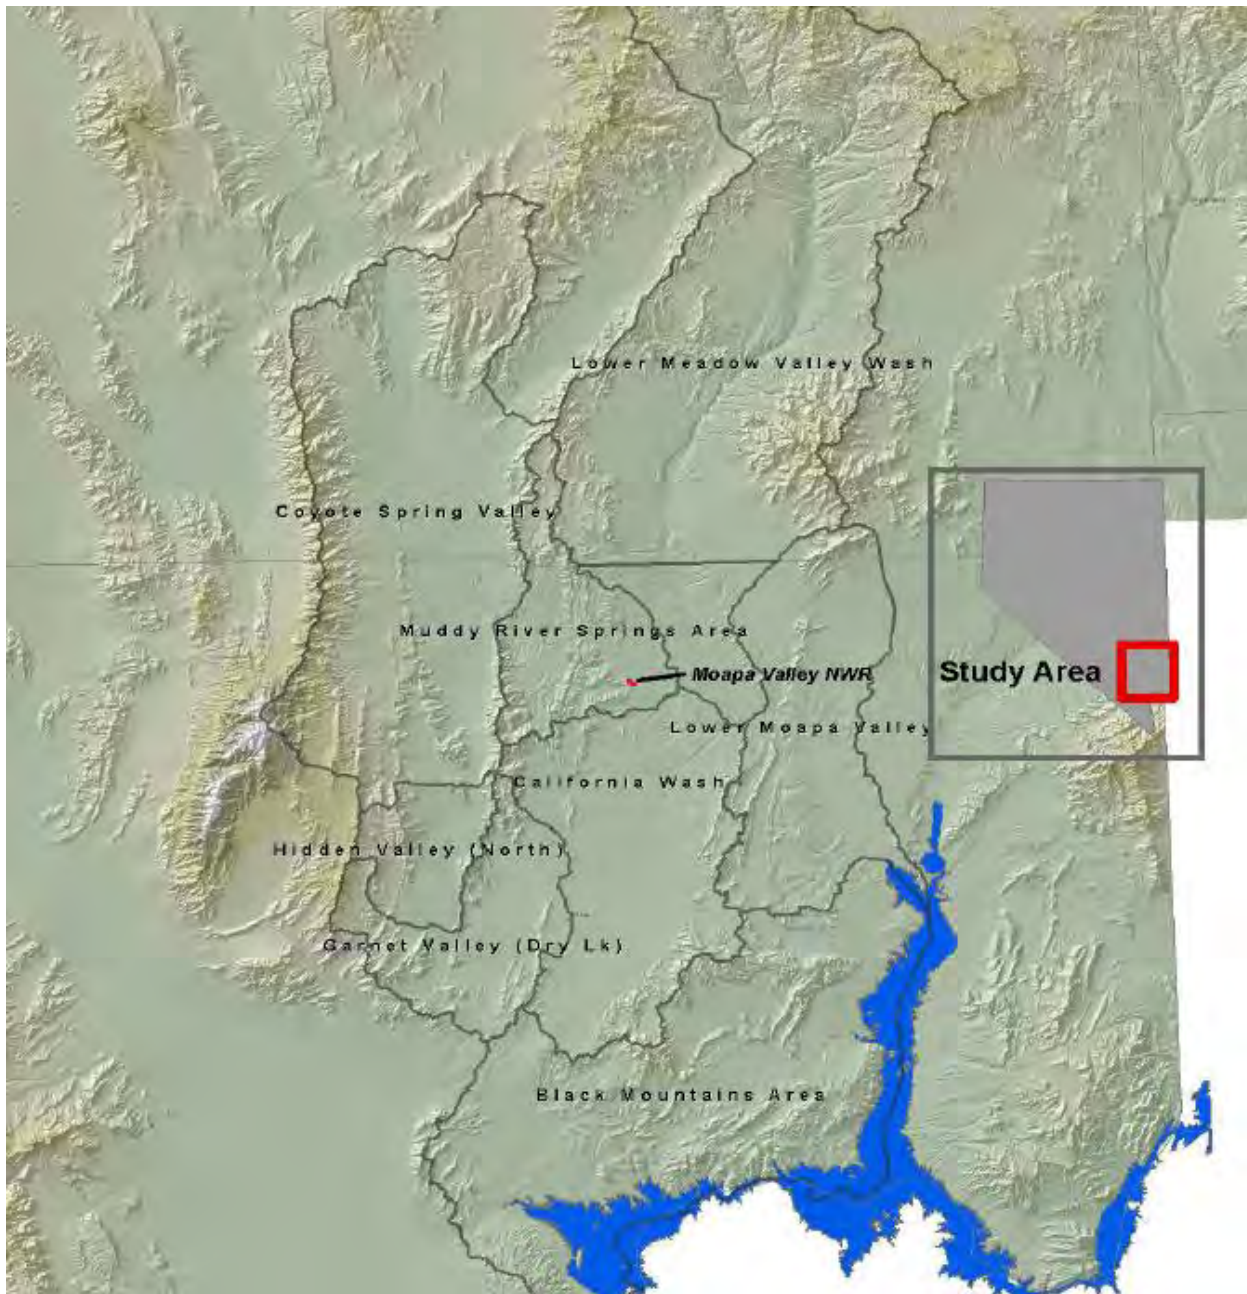 Lower Meadow Valley Wash
Coyote Spring Valley
Muddy River Springs Area
Moapa Valley NWR
Study Area
Lower Moapa Valley
California Wash
Hidden Valley (North)
Garnet Valley (Dry Lk)
Black Mountains Area